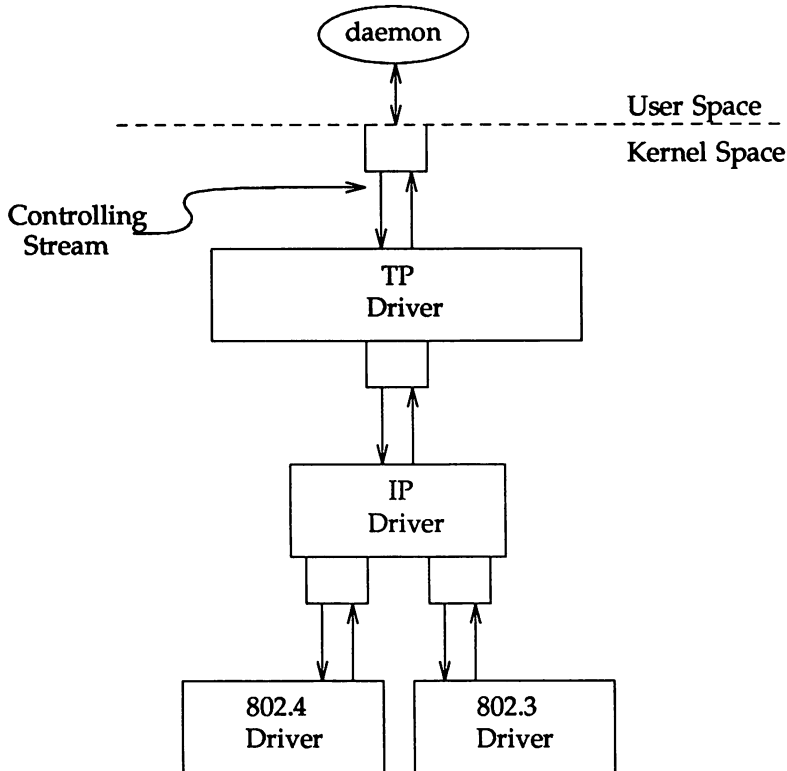 daemon
User Space
Kernel Space
Controlling
Stream
TP
Driver
IP
Driver
802.4
Driver
802.3
Driver